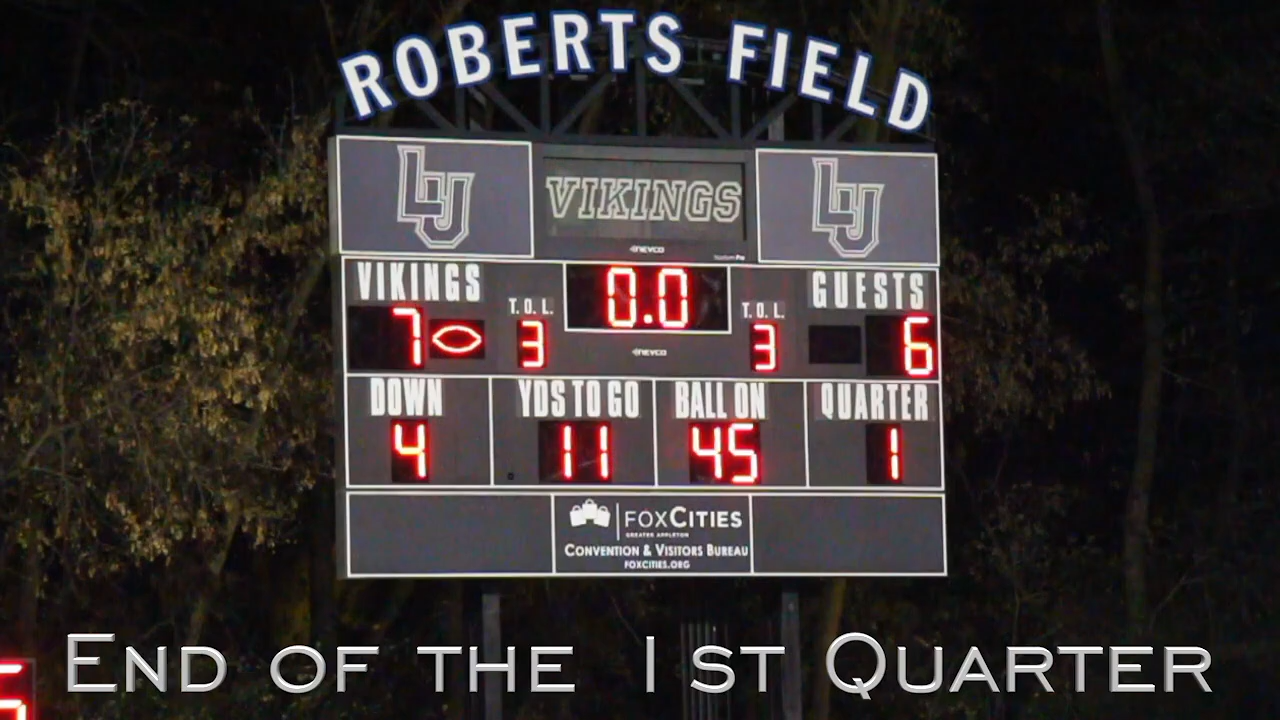 ROBERTS FIELD
LU
VIKINGS
LU
NEVCO
VIKINGS
T. O. L.
0.0
T. O. L.
GUESTS
7
3
NEVCO
3
6
DOWN
YDS TO GO
BALL ON
QUARTER
4
11
45
1
FOXCITIES
GREATER APPLETON
CONVENTION & VISITORS BUREAU
FOXCITIES.ORG
END OF THE 1ST QUARTER
5